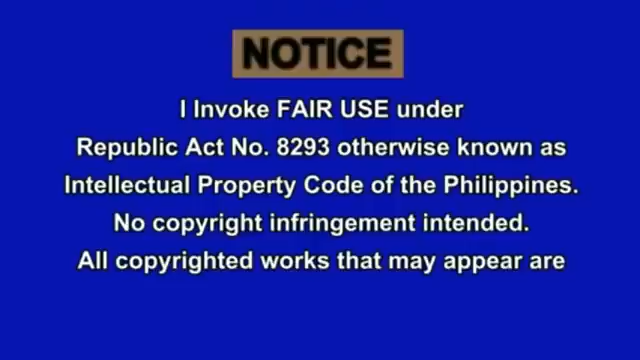 NOTICE
I Invoke FAIR USE under
Republic Act No. 8293 otherwise known as
Intellectual Property Code of the Philippines.
No copyright infringement intended.
All copyrighted works that may appear are